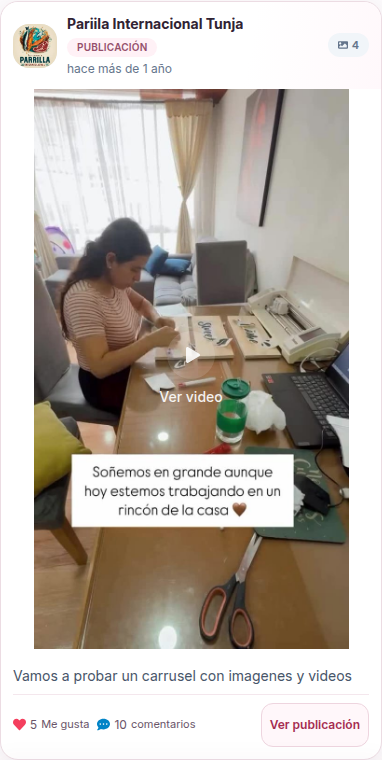 PARRILLA
Pariila Internacional Tunja
PUBLICACIÓN
4
hace más de 1 año
Ver video
Soñemos en grande aunque
hoy estemos trabajando en un
rincón de la casa 🤎
Vamos a probar un carrusel con imagenes y videos
5 Me gusta 10 comentarios
Ver publicación